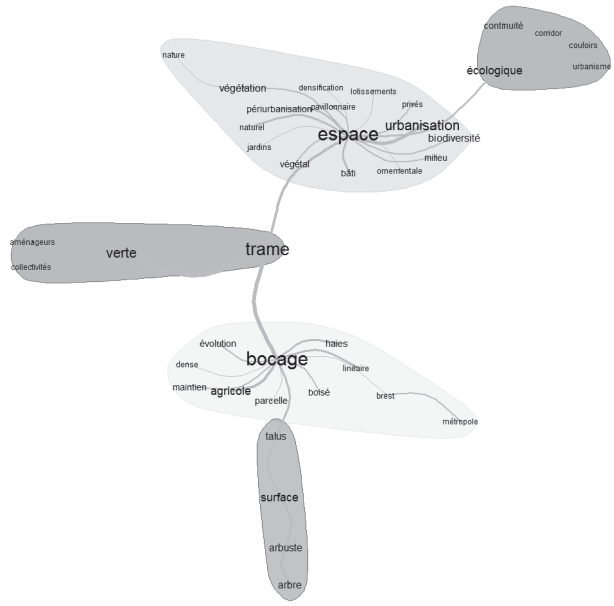 continuité
corridor
couloirs
urbanisme
écologique
nature
végétation
densification
lotissements
périurbanisation
pavillonnaire
privés
naturel
espace
urbanisation
biodiversité
jardins
milieu
végétal
bâti
ornementale
aménageurs
verte
trame
collectivités
évolution
haies
bocage
dense
linéaire
maintien
agricole
boisé
parcelle
brest
métropole
talus
surface
arbuste
arbre